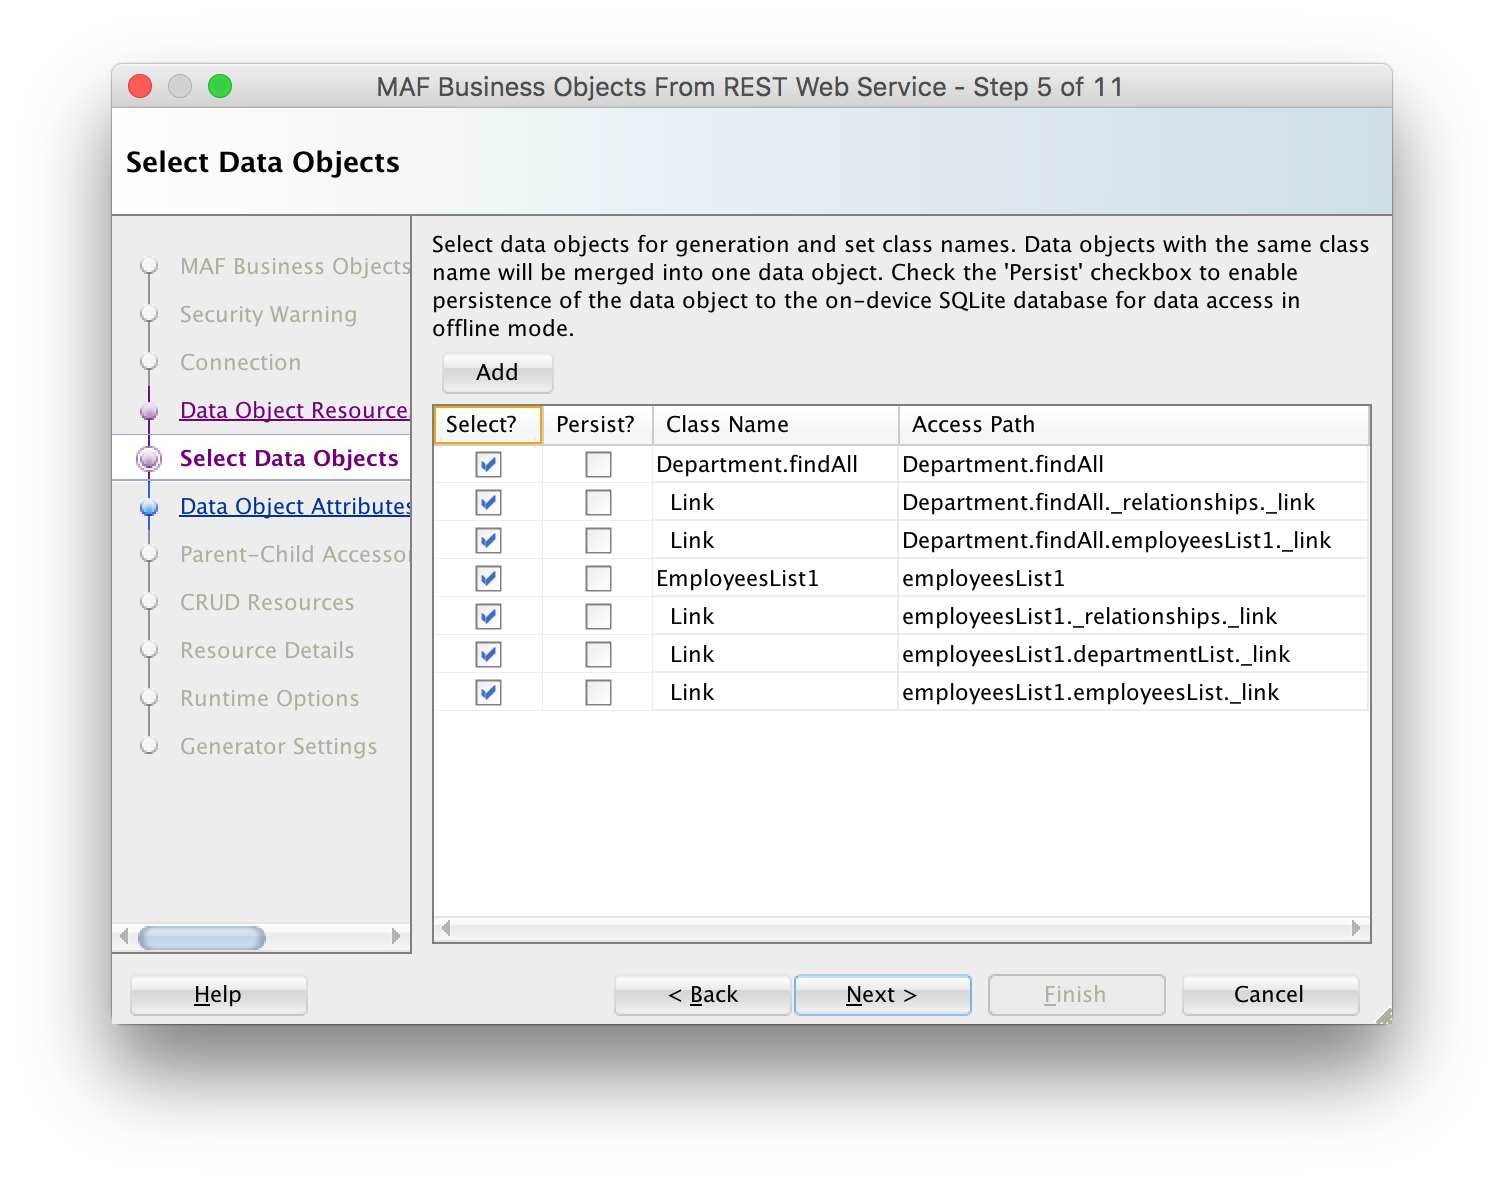 MAF Business Objects From REST Web Service - Step 5 of 11
Select Data Objects
MAF Business Objects
Security Warning
Connection
Data Object Resource
Select Data Objects
Data Object Attributes
Parent-Child Accessor
CRUD Resources
Resource Details
Runtime Options
Generator Settings
Select data objects for generation and set class names. Data objects with the same class
name will be merged into one data object. Check the 'Persist' checkbox to enable
persistence of the data object to the on-device SQLite database for data access in
offline mode.
Add
Select? Persist? Class Name Access Path
Department.findAll Department.findAll
Link Department.findAll._relationships._link
Link Department.findAll.employeesList1._link
EmployeesList1 employeesList1
Link employeesList1._relationships._link
Link employeesList1.departmentList._link
Link employeesList1.employeesList._link
Help < Back Next > Finish Cancel